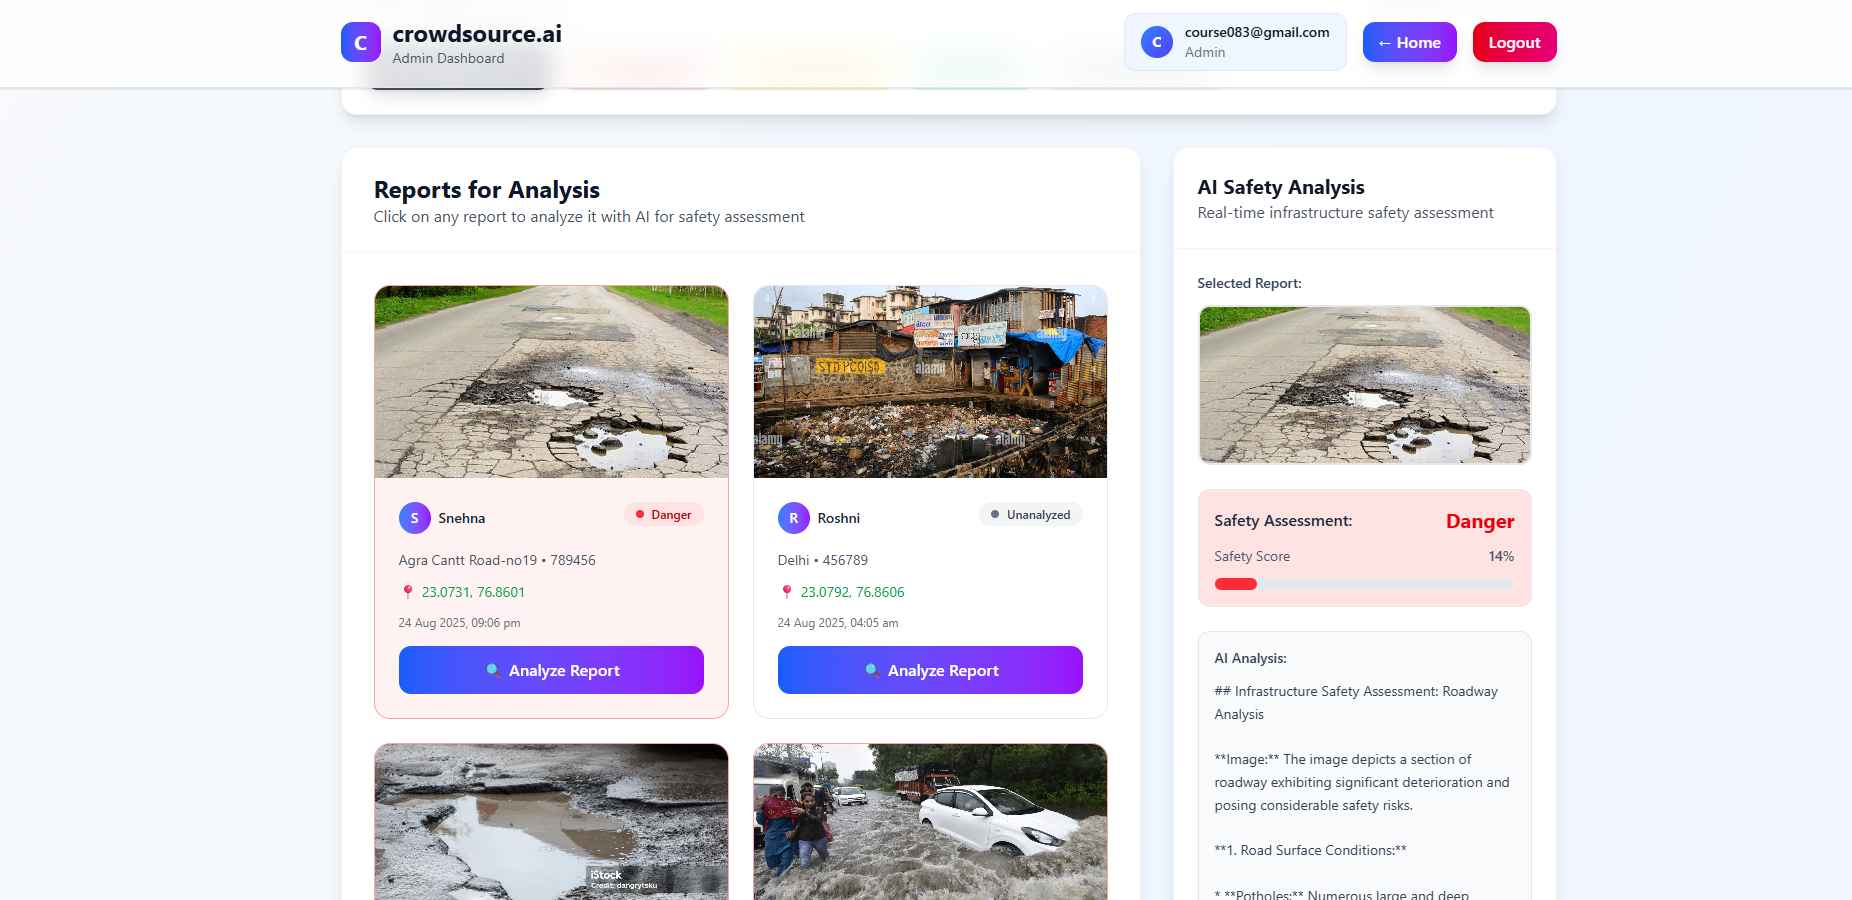 C
crowdsource.ai
Admin Dashboard
C
course083@gmail.com
Admin
← Home
Logout
Reports for Analysis
Click on any report to analyze it with AI for safety assessment
S
Snehna
Danger
Agra Cantt Road-no19 • 789456
📍 23.0731, 76.8601
24 Aug 2025, 09:06 pm
🔍 Analyze Report
alamy
alamy
alamy
alamy
alamy
R
Roshni
Unanalyzed
Delhi • 456789
📍 23.0792, 76.8606
24 Aug 2025, 04:05 am
🔍 Analyze Report
iStock
Credit: dangrytsku
AI Safety Analysis
Real-time infrastructure safety assessment
Selected Report:
Safety Assessment:
Danger
Safety Score
14%
AI Analysis:
## Infrastructure Safety Assessment: Roadway
Analysis
**Image:** The image depicts a section of
roadway exhibiting significant deterioration and
posing considerable safety risks.
**1. Road Surface Conditions:**
* **Potholes:** Numerous large and deep